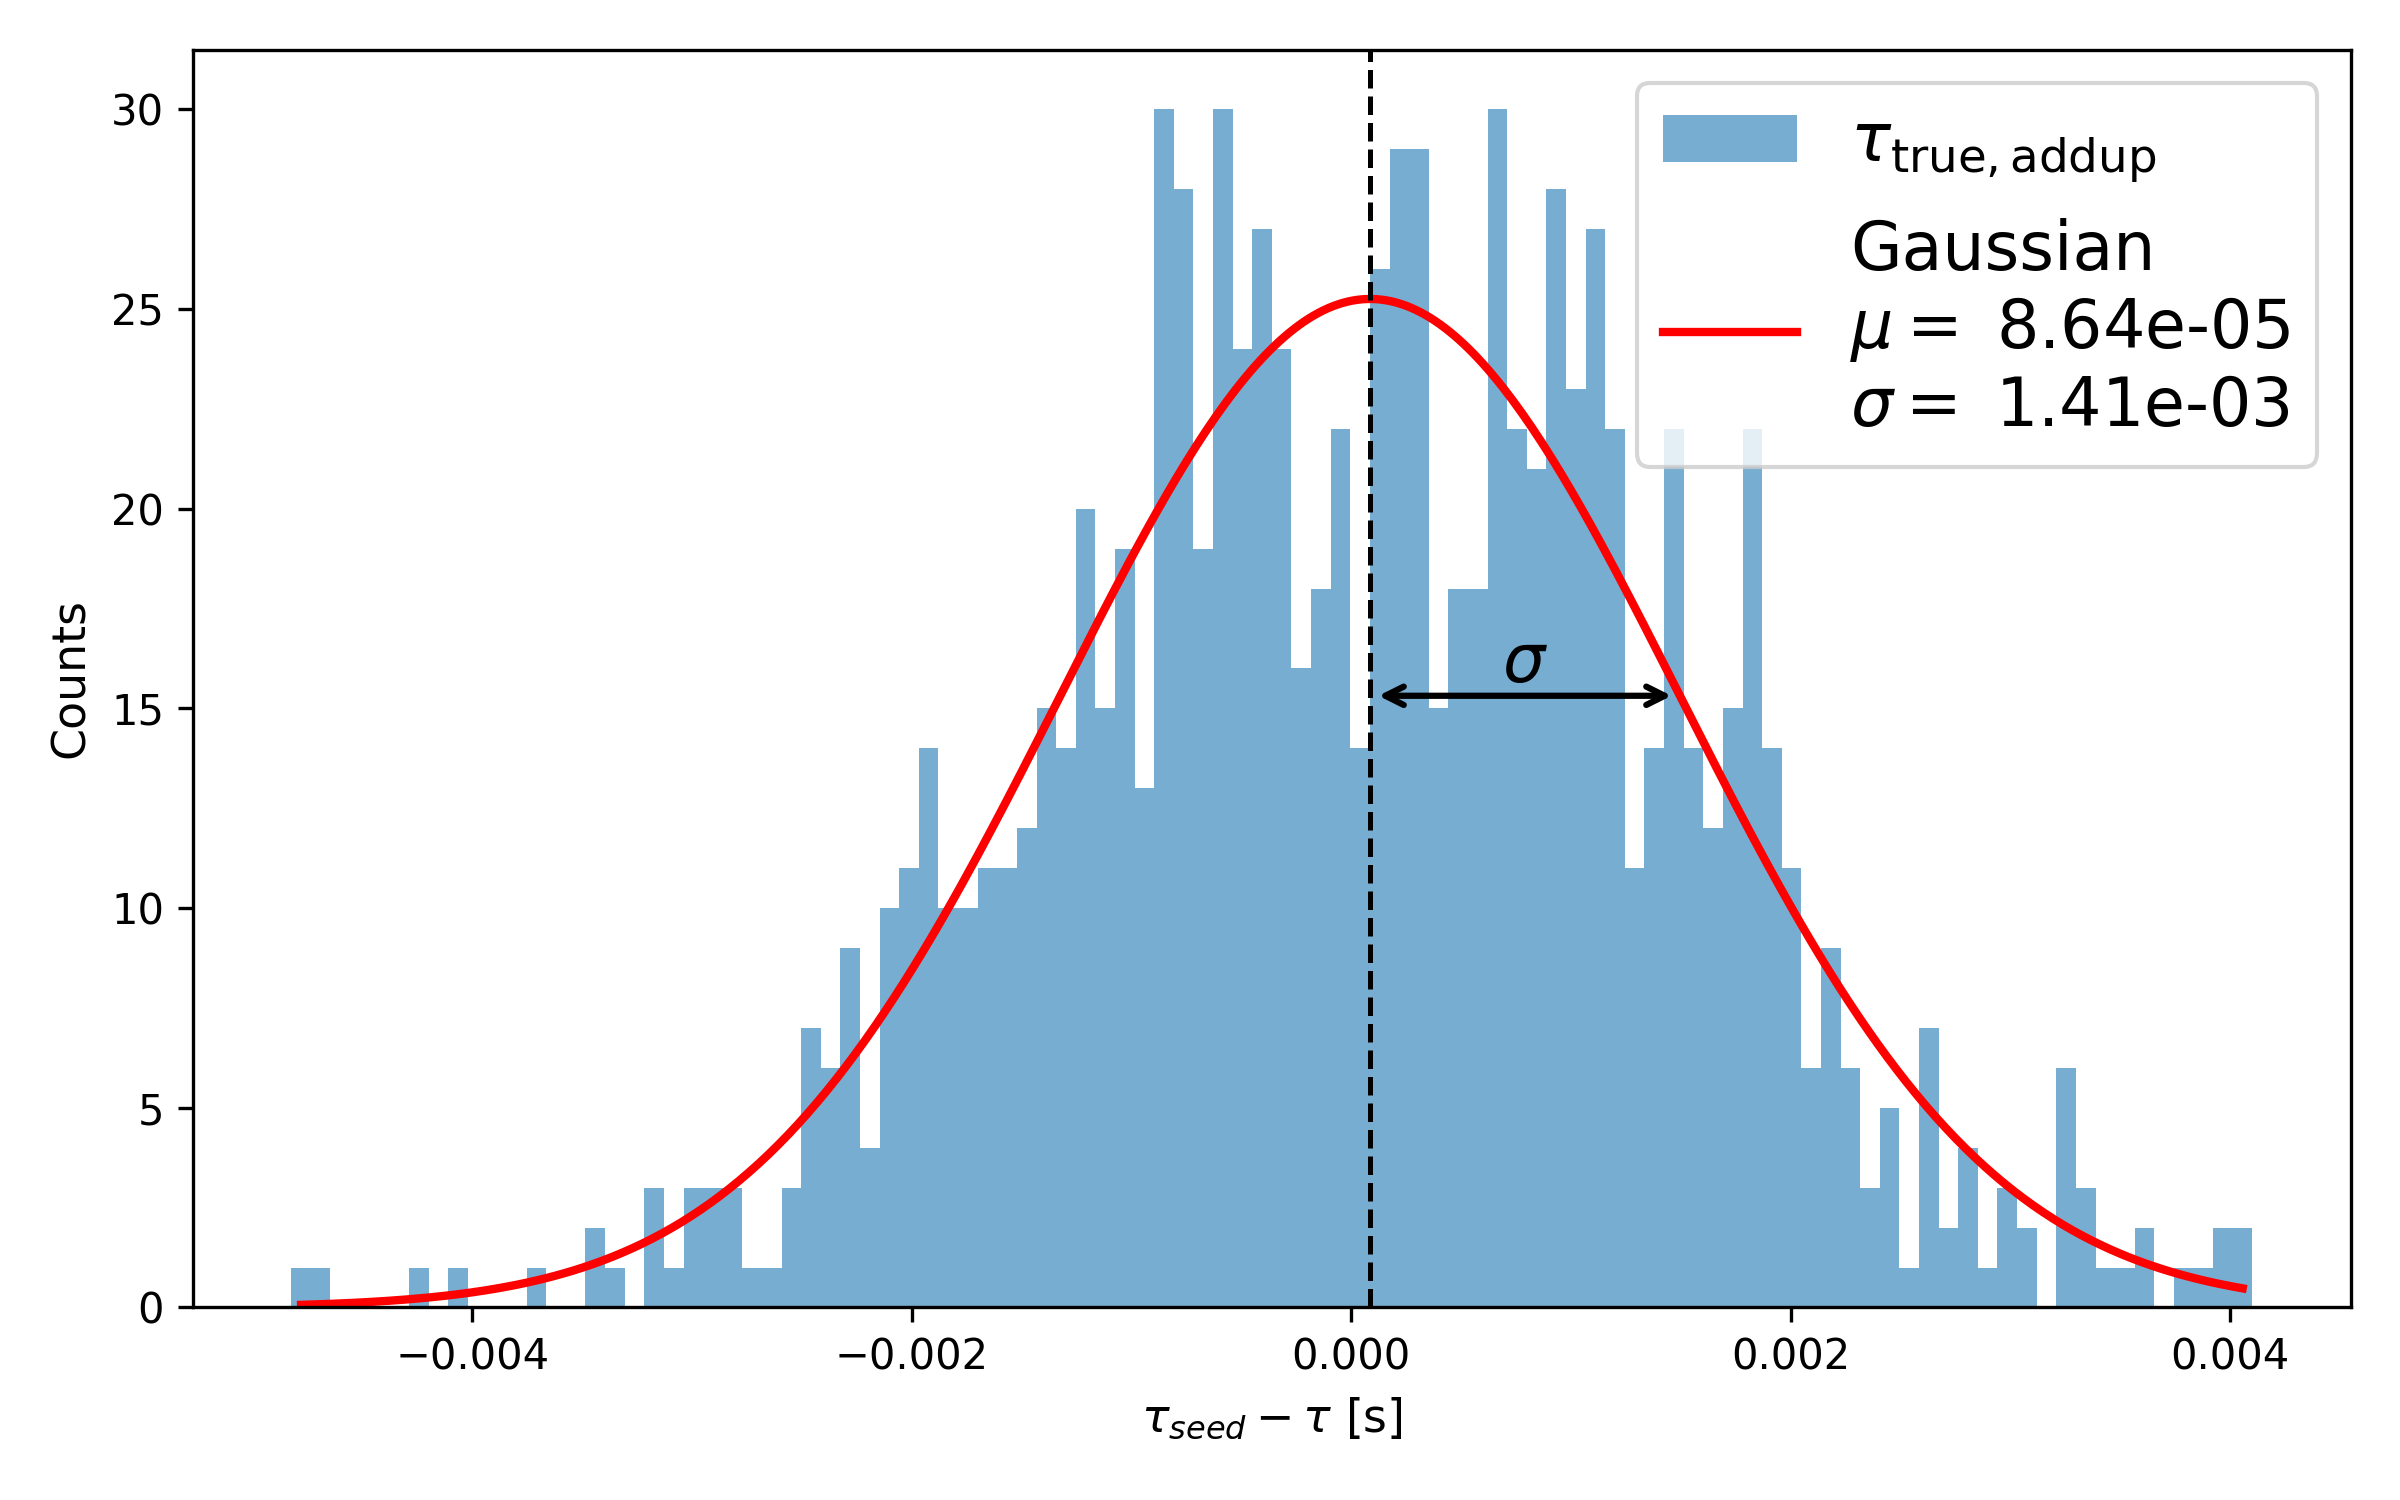 τtrue, addup
Gaussian
μ = 8.64e-05
σ = 1.41e-03
30
25
20
15
10
5
0
Counts
σ
−0.004 −0.002 0.000 0.002 0.004
τseed − τ [s]